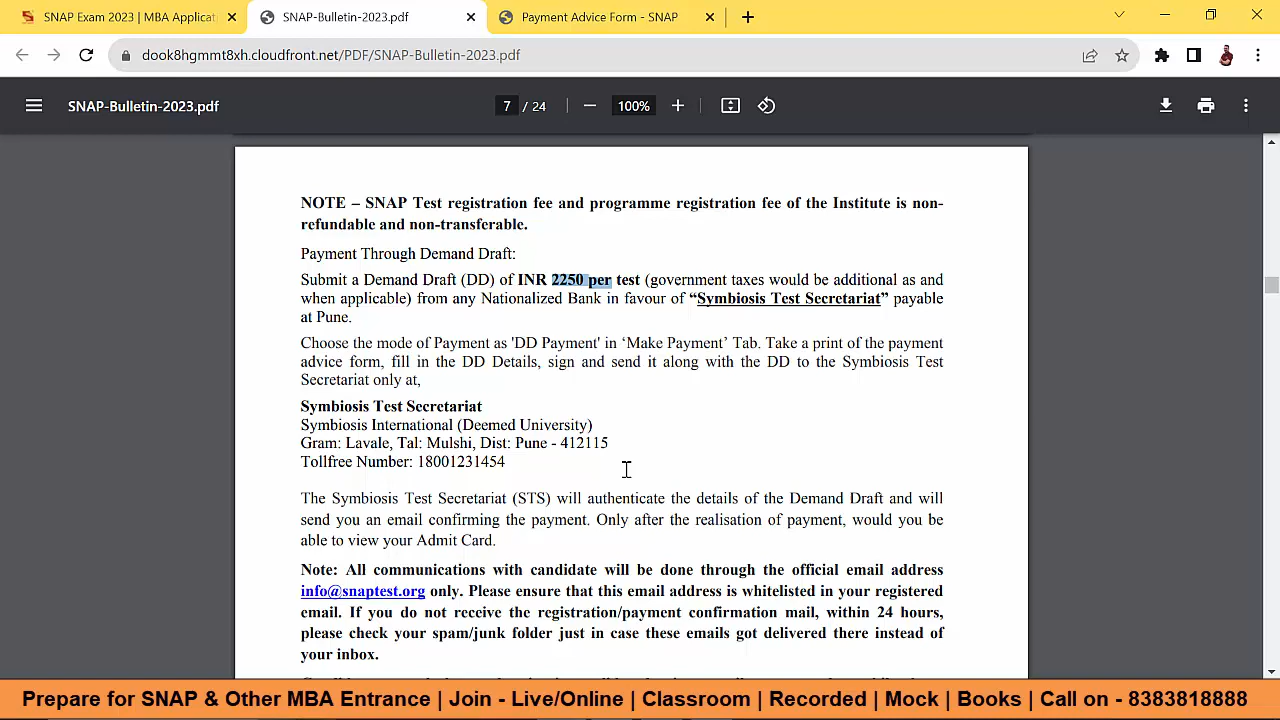 SNAP Exam 2023 | MBA Applicat
SNAP-Bulletin-2023.pdf
Payment Advice Form - SNAP
dook8hgmmt8xh.cloudfront.net/PDF/SNAP-Bulletin-2023.pdf
SNAP-Bulletin-2023.pdf
7 / 24
100%
NOTE – SNAP Test registration fee and programme registration fee of the Institute is non-
refundable and non-transferable.
Payment Through Demand Draft:
Submit a Demand Draft (DD) of INR 2250 per test (government taxes would be additional as and
when applicable) from any Nationalized Bank in favour of “Symbiosis Test Secretariat” payable
at Pune.
Choose the mode of Payment as 'DD Payment' in ‘Make Payment’ Tab. Take a print of the payment
advice form, fill in the DD Details, sign and send it along with the DD to the Symbiosis Test
Secretariat only at,
Symbiosis Test Secretariat
Symbiosis International (Deemed University)
Gram: Lavale, Tal: Mulshi, Dist: Pune - 412115
Tollfree Number: 18001231454
The Symbiosis Test Secretariat (STS) will authenticate the details of the Demand Draft and will
send you an email confirming the payment. Only after the realisation of payment, would you be
able to view your Admit Card.
Note: All communications with candidate will be done through the official email address
info@snaptest.org only. Please ensure that this email address is whitelisted in your registered
email. If you do not receive the registration/payment confirmation mail, within 24 hours,
please check your spam/junk folder just in case these emails got delivered there instead of
your inbox.
Prepare for SNAP & Other MBA Entrance | Join - Live/Online | Classroom | Recorded | Mock | Books | Call on - 8383818888